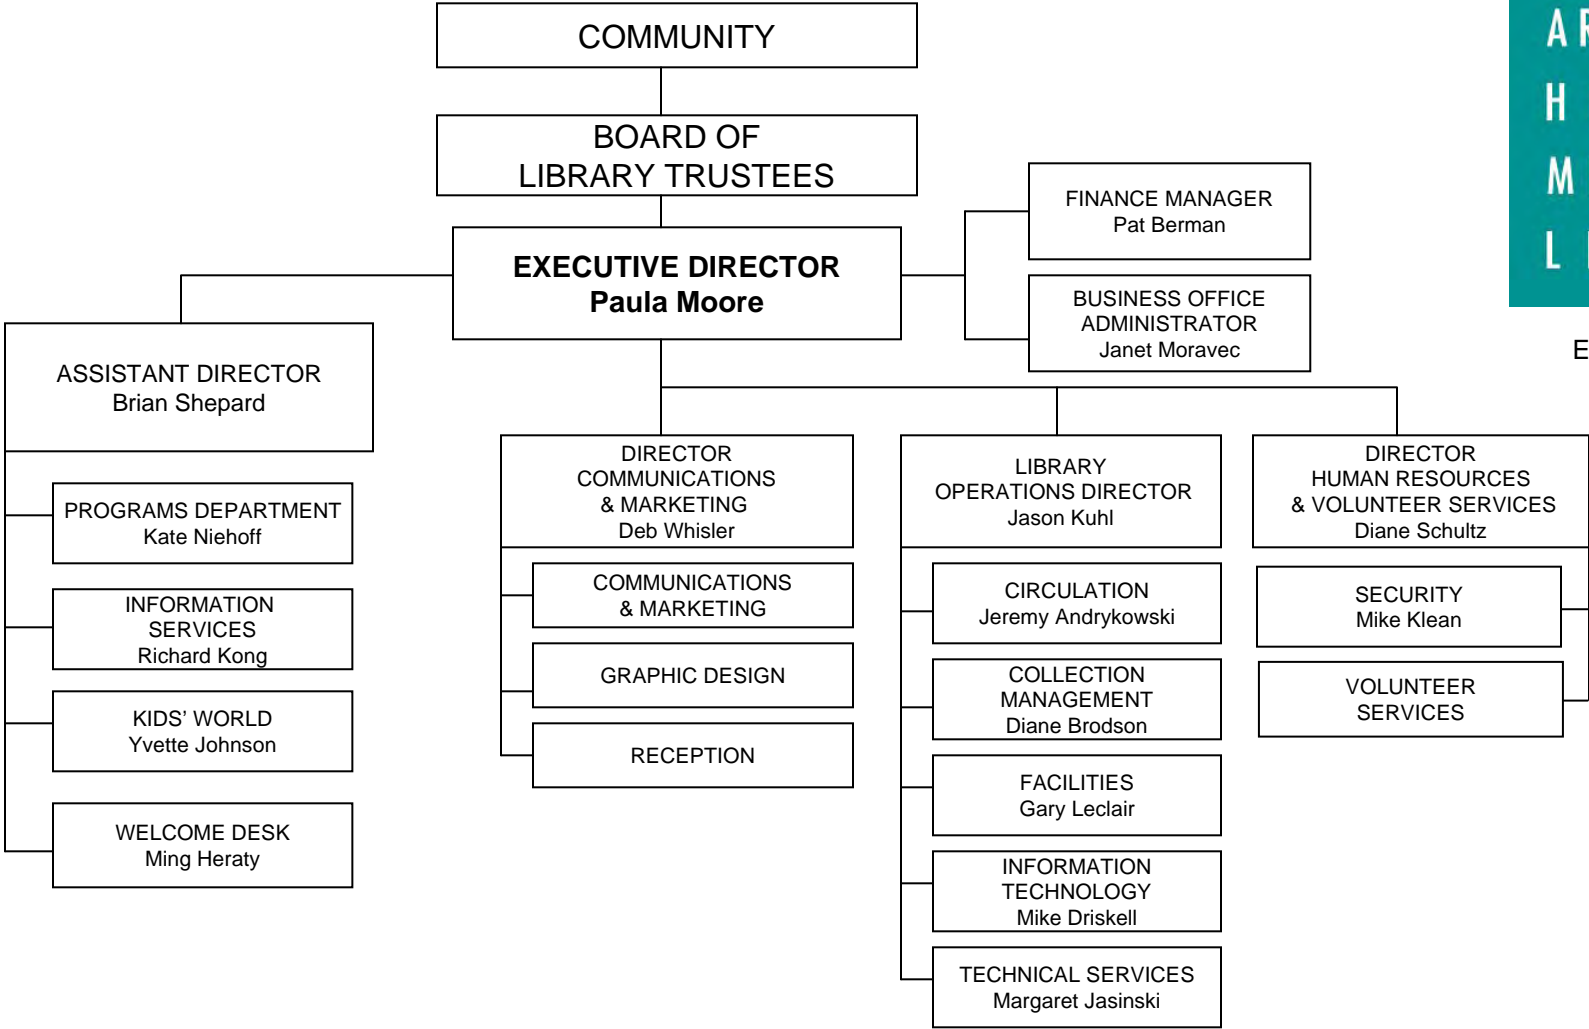 COMMUNITY
BOARD OF
LIBRARY TRUSTEES
EXECUTIVE DIRECTOR
Paula Moore
FINANCE MANAGER
Pat Berman
BUSINESS OFFICE
ADMINISTRATOR
Janet Moravec
ASSISTANT DIRECTOR
Brian Shepard
PROGRAMS DEPARTMENT
Kate Niehoff
INFORMATION
SERVICES
Richard Kong
KIDS’ WORLD
Yvette Johnson
WELCOME DESK
Ming Heraty
DIRECTOR
COMMUNICATIONS
& MARKETING
Deb Whisler
COMMUNICATIONS
& MARKETING
GRAPHIC DESIGN
RECEPTION
LIBRARY
OPERATIONS DIRECTOR
Jason Kuhl
CIRCULATION
Jeremy Andrykowski
COLLECTION
MANAGEMENT
Diane Brodson
FACILITIES
Gary Leclair
INFORMATION
TECHNOLOGY
Mike Driskell
TECHNICAL SERVICES
Margaret Jasinski
DIRECTOR
HUMAN RESOURCES
& VOLUNTEER SERVICES
Diane Schultz
SECURITY
Mike Klean
VOLUNTEER
SERVICES